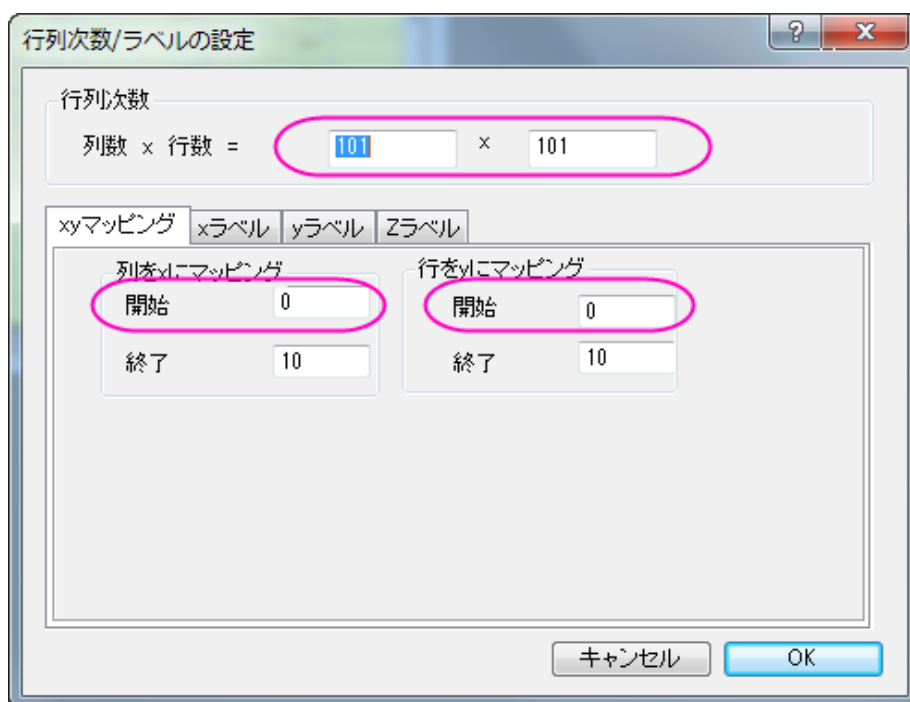 行列次数/ラベルの設定
?
x
行列次数
列数 x 行数 = 101 x 101
xyマッピング xラベル yラベル Zラベル
列をxにマッピング 行をyにマッピング
開始 0 開始 0
終了 10 終了 10
キャンセル OK